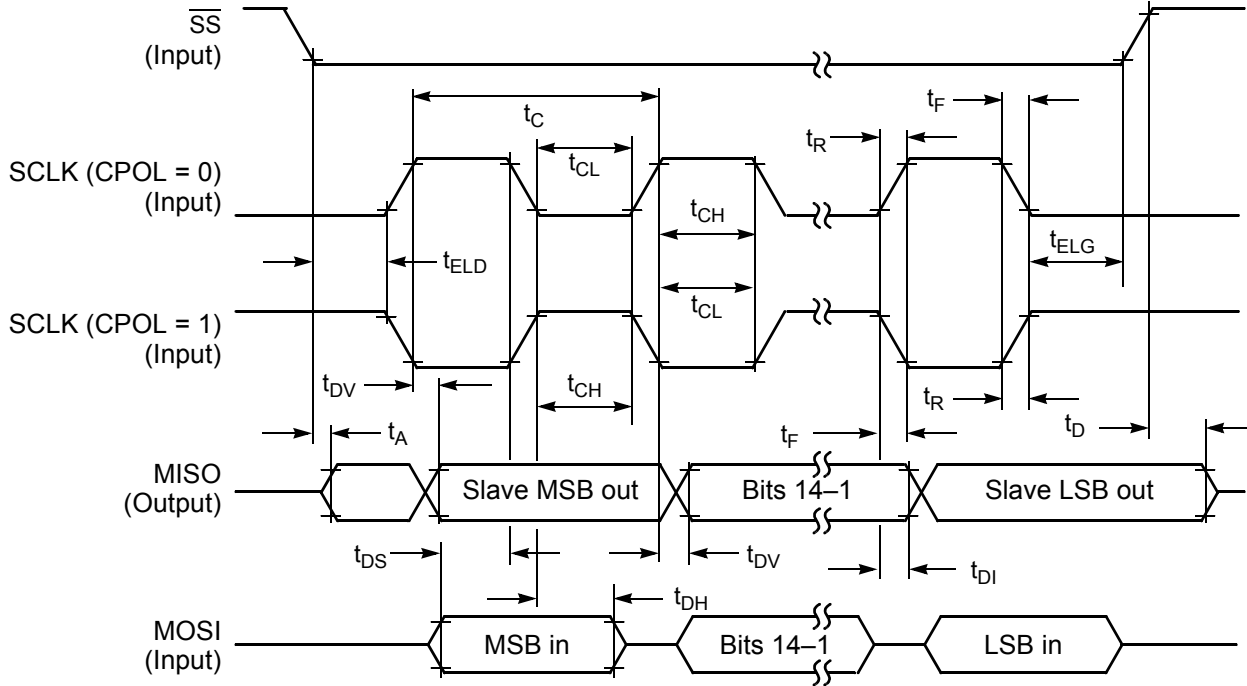 SS
(Input)
tC
tF
tR
SCLK (CPOL = 0)
(Input)
tCL
tCH
tELD
tELG
SCLK (CPOL = 1)
(Input)
tCL
tDV
tCH
tR
tA
tF
tD
MISO
(Output)
Slave MSB out
Bits 14–1
Slave LSB out
tDS
tDV
tDI
tDH
MOSI
(Input)
MSB in
Bits 14–1
LSB in